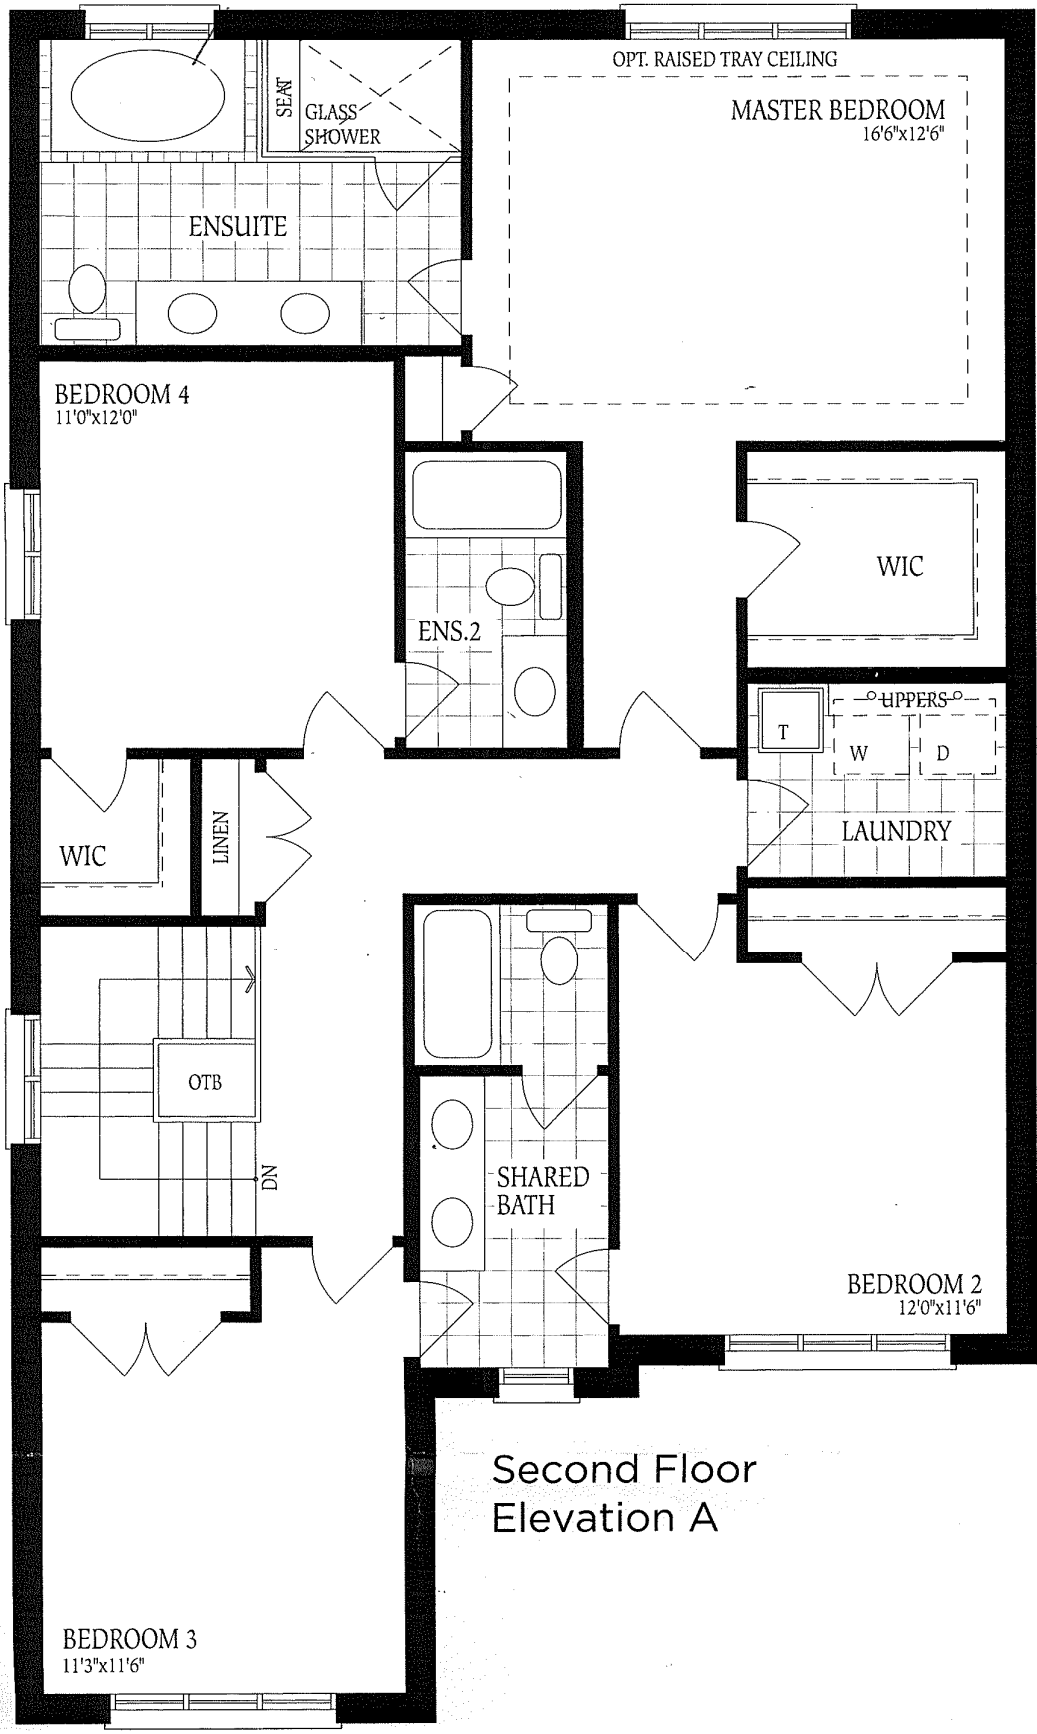 OPT. RAISED TRAY CEILING
MASTER BEDROOM
16'6"x12'6"
SEAT
GLASS
SHOWER
ENSUITE
BEDROOM 4
11'0"x12'0"
WIC
ENS.2
UPPERS
T
W
D
LAUNDRY
WIC
LINEN
OTB
DN
SHARED
BATH
BEDROOM 2
12'0"x11'6"
Second Floor
Elevation A
BEDROOM 3
11'3"x11'6"